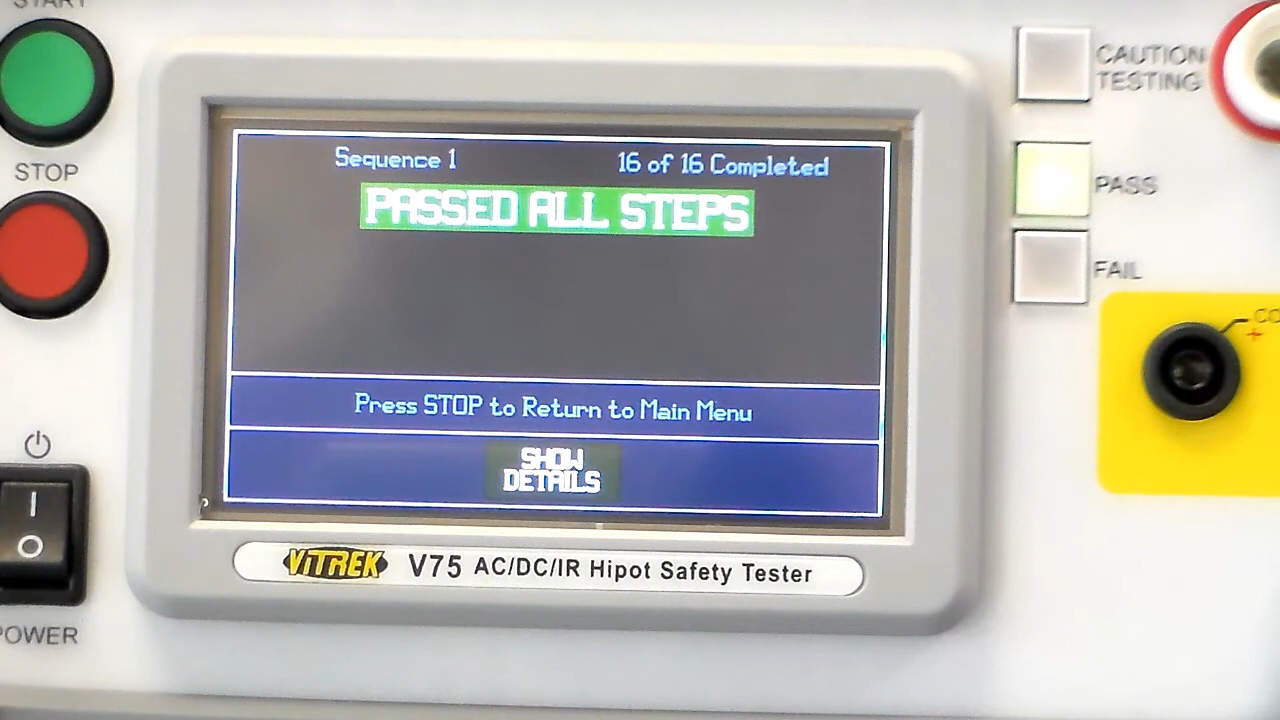 START
STOP
POWER
Sequence 1
16 of 16 Completed
PASSED ALL STEPS
Press STOP to Return to Main Menu
SHOW
DETAILS
VITREK V75 AC/DC/IR Hipot Safety Tester
CAUTION
TESTING
PASS
FAIL